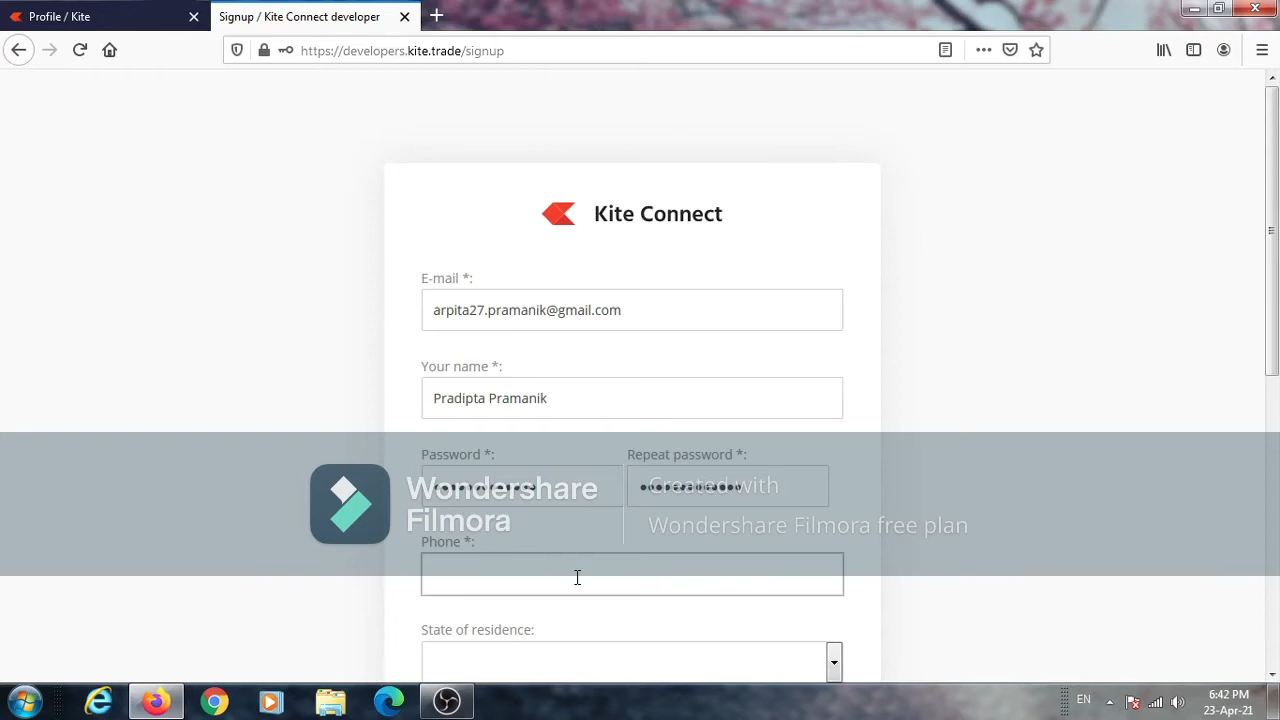 Profile / Kite
Signup / Kite Connect developer
https://developers.kite.trade/signup
Kite Connect
E-mail *:
arpita27.pramanik@gmail.com
Your name *:
Pradipta Pramanik
Password *:
Repeat password *:
Wondershare
Filmora
Created with
Wondershare Filmora free plan
Phone *:
State of residence:
EN
6:42 PM
23-Apr-21